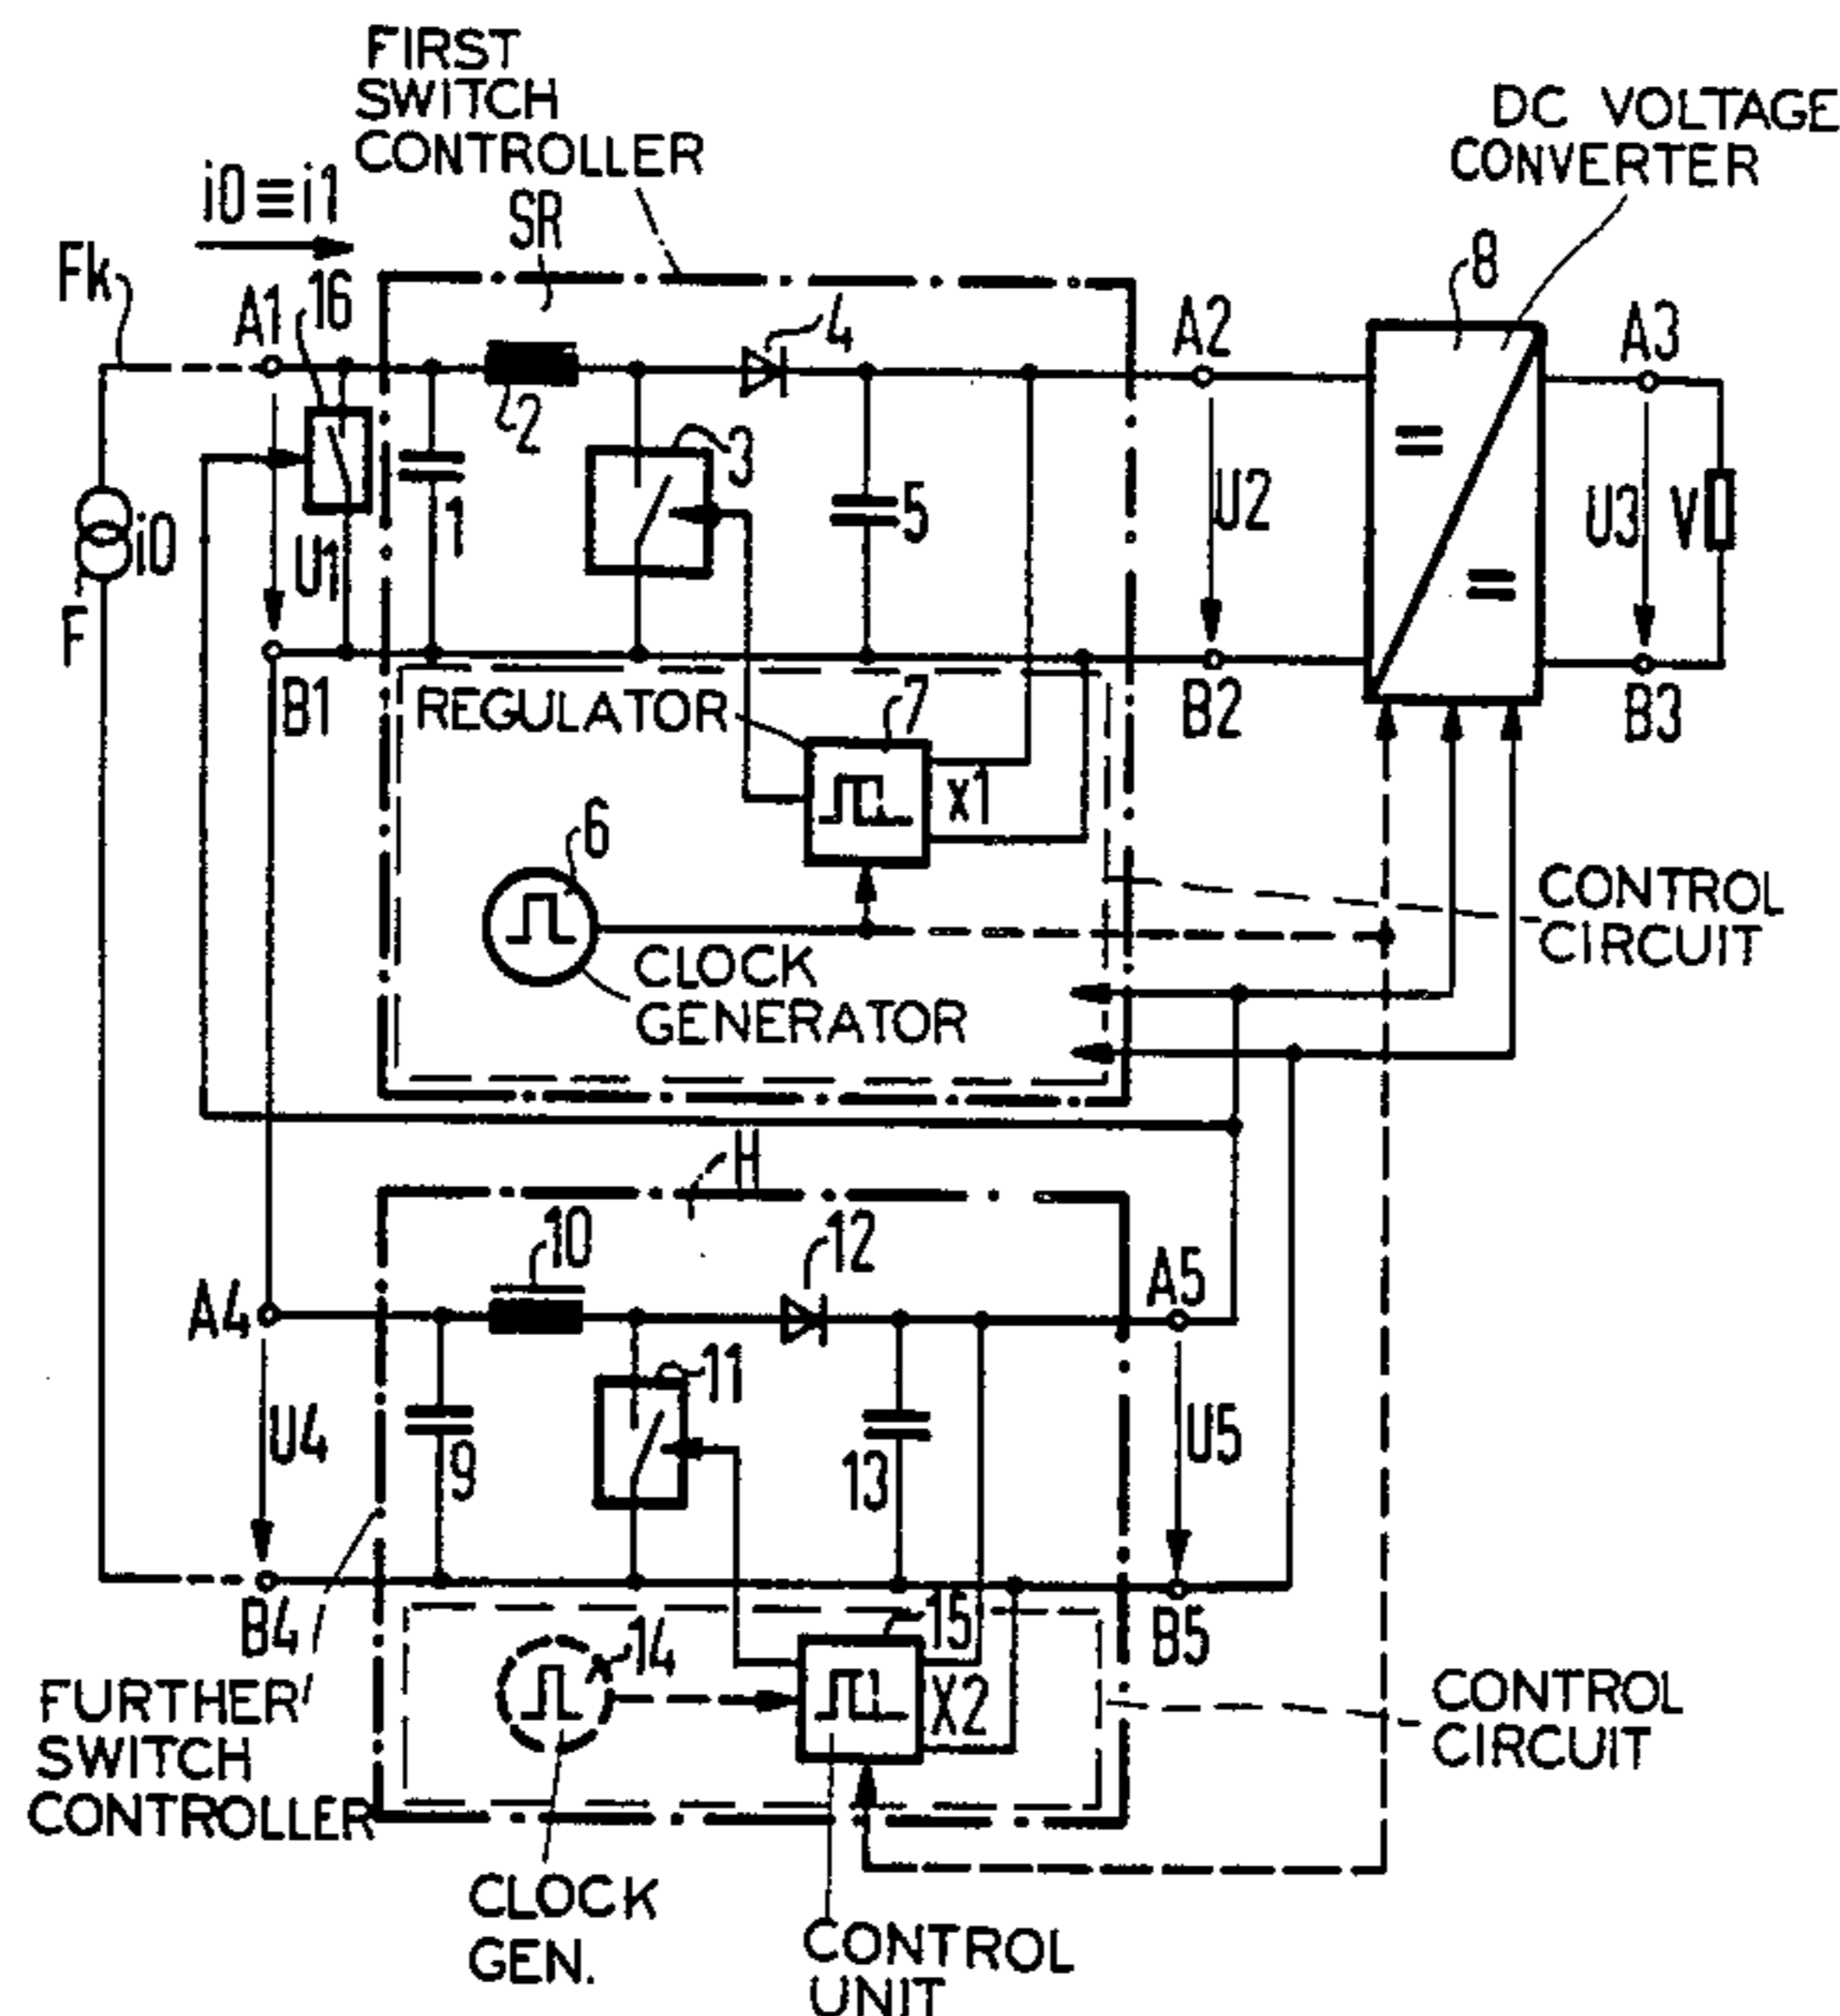 FIRST
SWITCH
CONTROLLER
DC VOLTAGE
CONVERTER
i0≡i1
SR
Fk
A1
16
4
A2
8
A3
2
3
1
5
U1
i0
F
U2
U3
V
B1
REGULATOR
7
B2
B3
x1
6
CONTROL
CIRCUIT
CLOCK
GENERATOR
H
10
12
A5
A4
11
U4
9
13
U5
B4
14
15
B5
X2
FURTHER
SWITCH
CONTROLLER
CONTROL
CIRCUIT
CLOCK
GEN.
CONTROL
UNIT